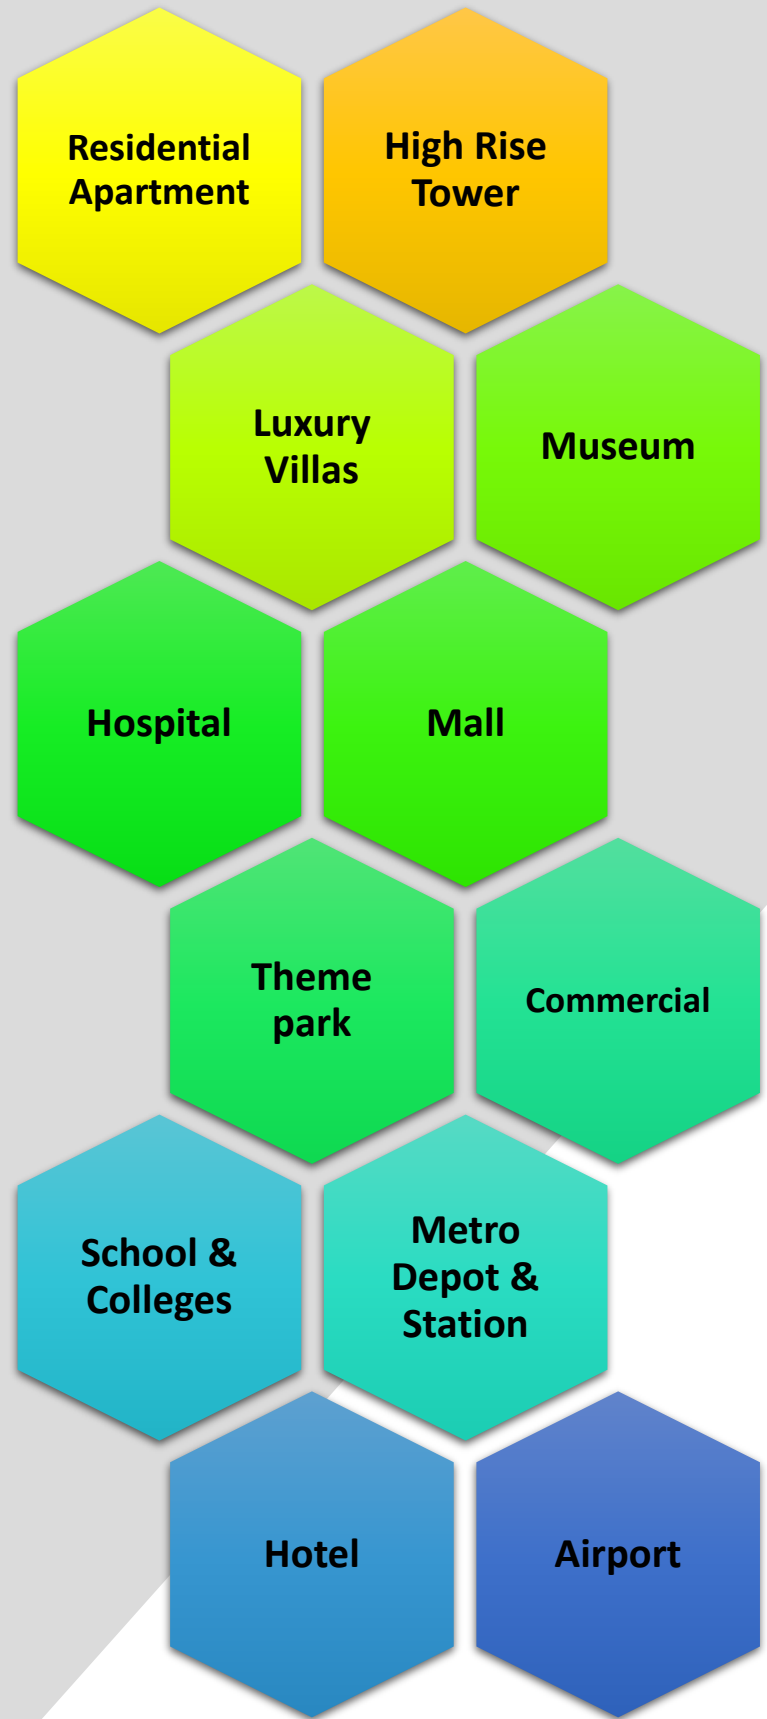 Residential
Apartment
High Rise
Tower
Luxury
Villas
Museum
Hospital
Mall
Theme
park
Commercial
School &
Colleges
Metro
Depot &
Station
Hotel
Airport